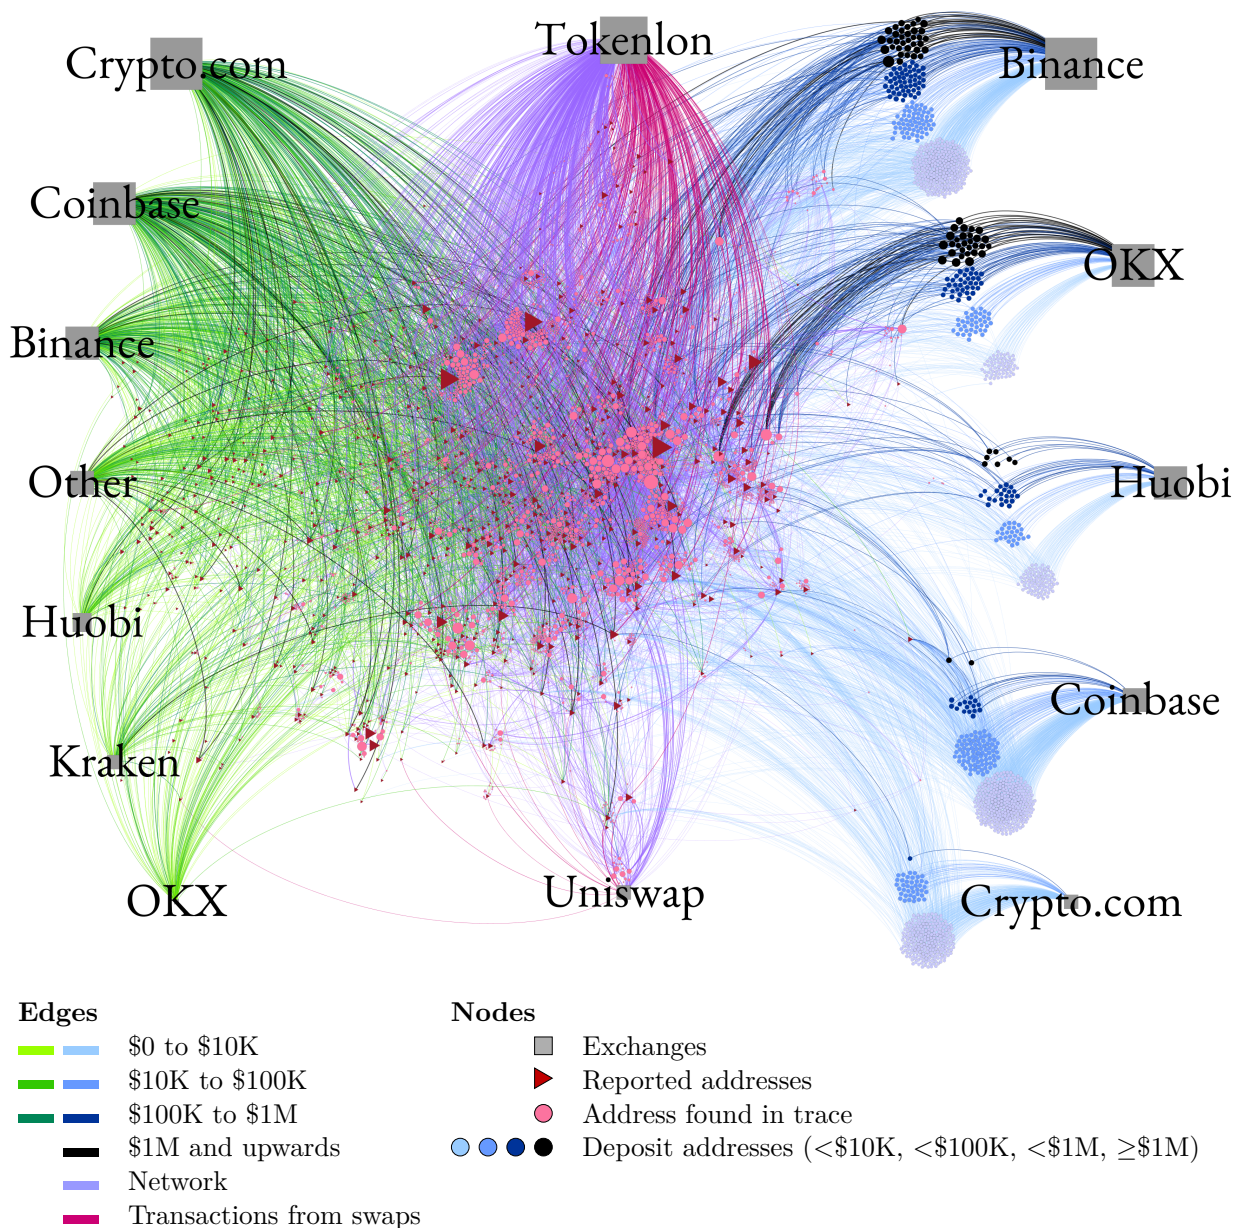 Tokenlon
Crypto.com
Binance
Coinbase
OKX
Binance
Other
Huobi
Huobi
Coinbase
Kraken
OKX
Uniswap
Crypto.com
Edges
$0 to $10K
$10K to $100K
$100K to $1M
$1M and upwards
Network
Transactions from swaps
Nodes
Exchanges
Reported addresses
Address found in trace
Deposit addresses (<$10K, <$100K, <$1M, ≥$1M)